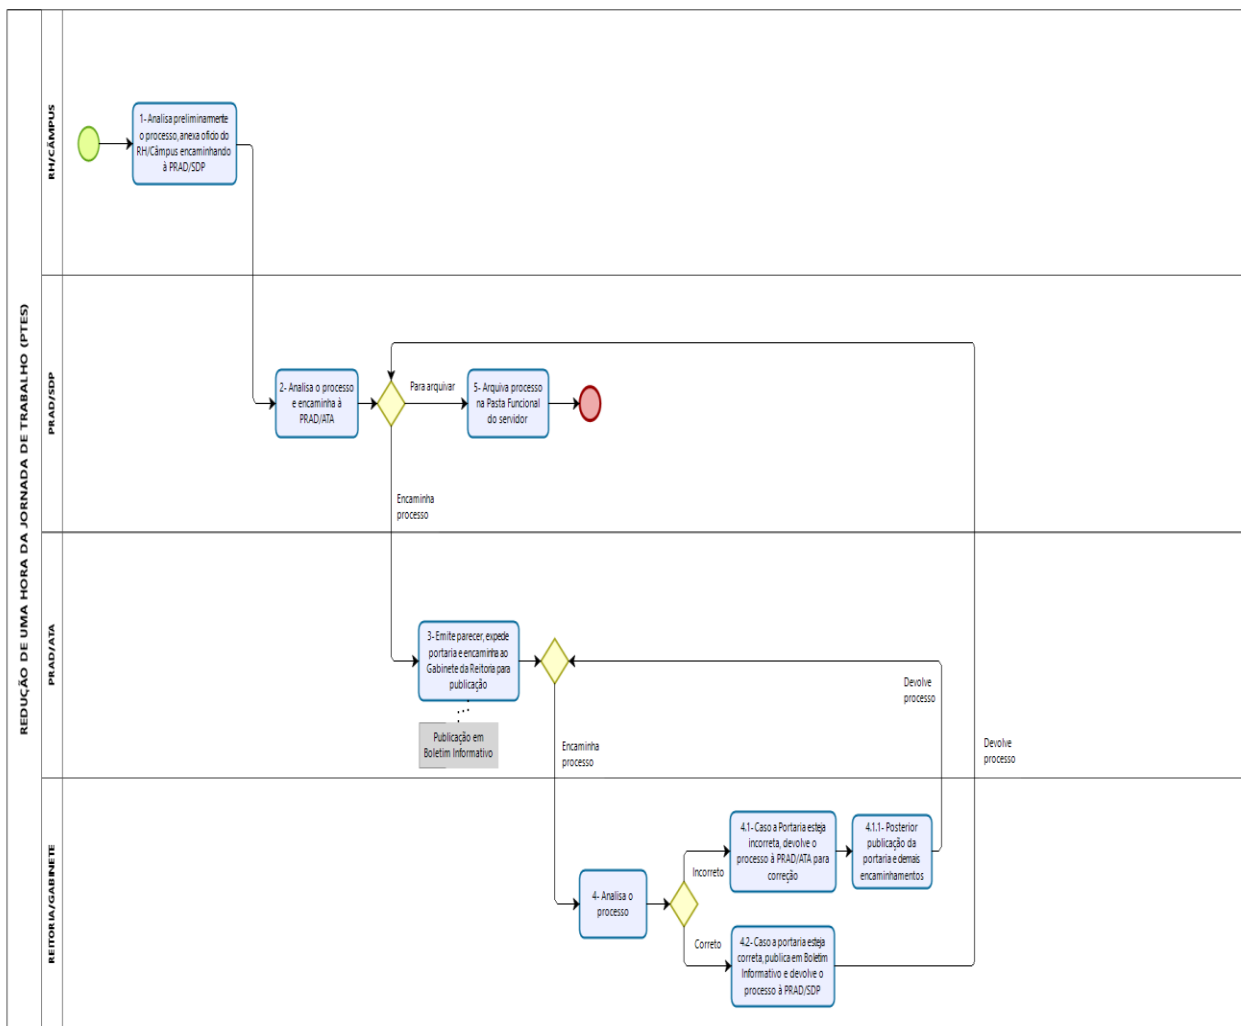 REDUÇÃO DE UMA HORA DA JORNADA DE TRABALHO (PTES)
RH/CÂMPUS
1- Analisa preliminamente
o processo, anexa ofício do
RH/Câmpus encaminhando
à PRAD/SDP
PRAD/SDP
2- Analisa o processo
e encaminha à
PRAD/ATA
Para arquivar
5- Arquiva processo
na Pasta Funcional
do servidor
Encaminha
processo
PRAD/ATA
3- Emite parecer, expede
portaria e encaminha ao
Gabinete da Reitoria para
publicação
Publicação em
Boletim Informativo
Encaminha
processo
Devolve
processo
Devolve
processo
REITORIA/GABINETE
4- Analisa o
processo
Incorreto
4.1- Caso a Portaria esteja
incorreta, devolve o
processo à PRAD/ATA para
correção
4.1.1- Posterior
publicação da
portaria e demais
encaminhamentos
Correto
4.2- Caso a portaria esteja
correta, publica em Boletim
Informativo e devolve o
processo à PRAD/SDP